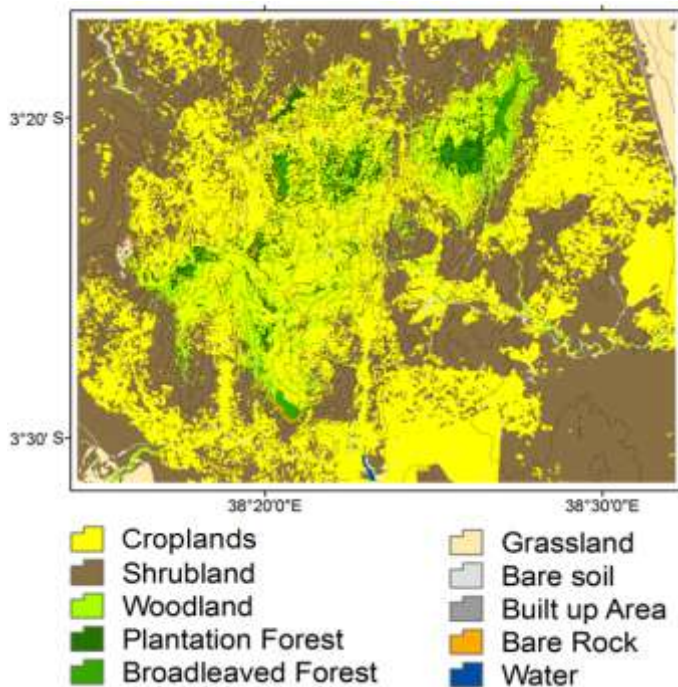 3°20' S
3°30' S
38°20'0"E
38°30'0"E
Croplands
Shrubland
Woodland
Plantation Forest
Broadleaved Forest
Grassland
Bare soil
Built up Area
Bare Rock
Water